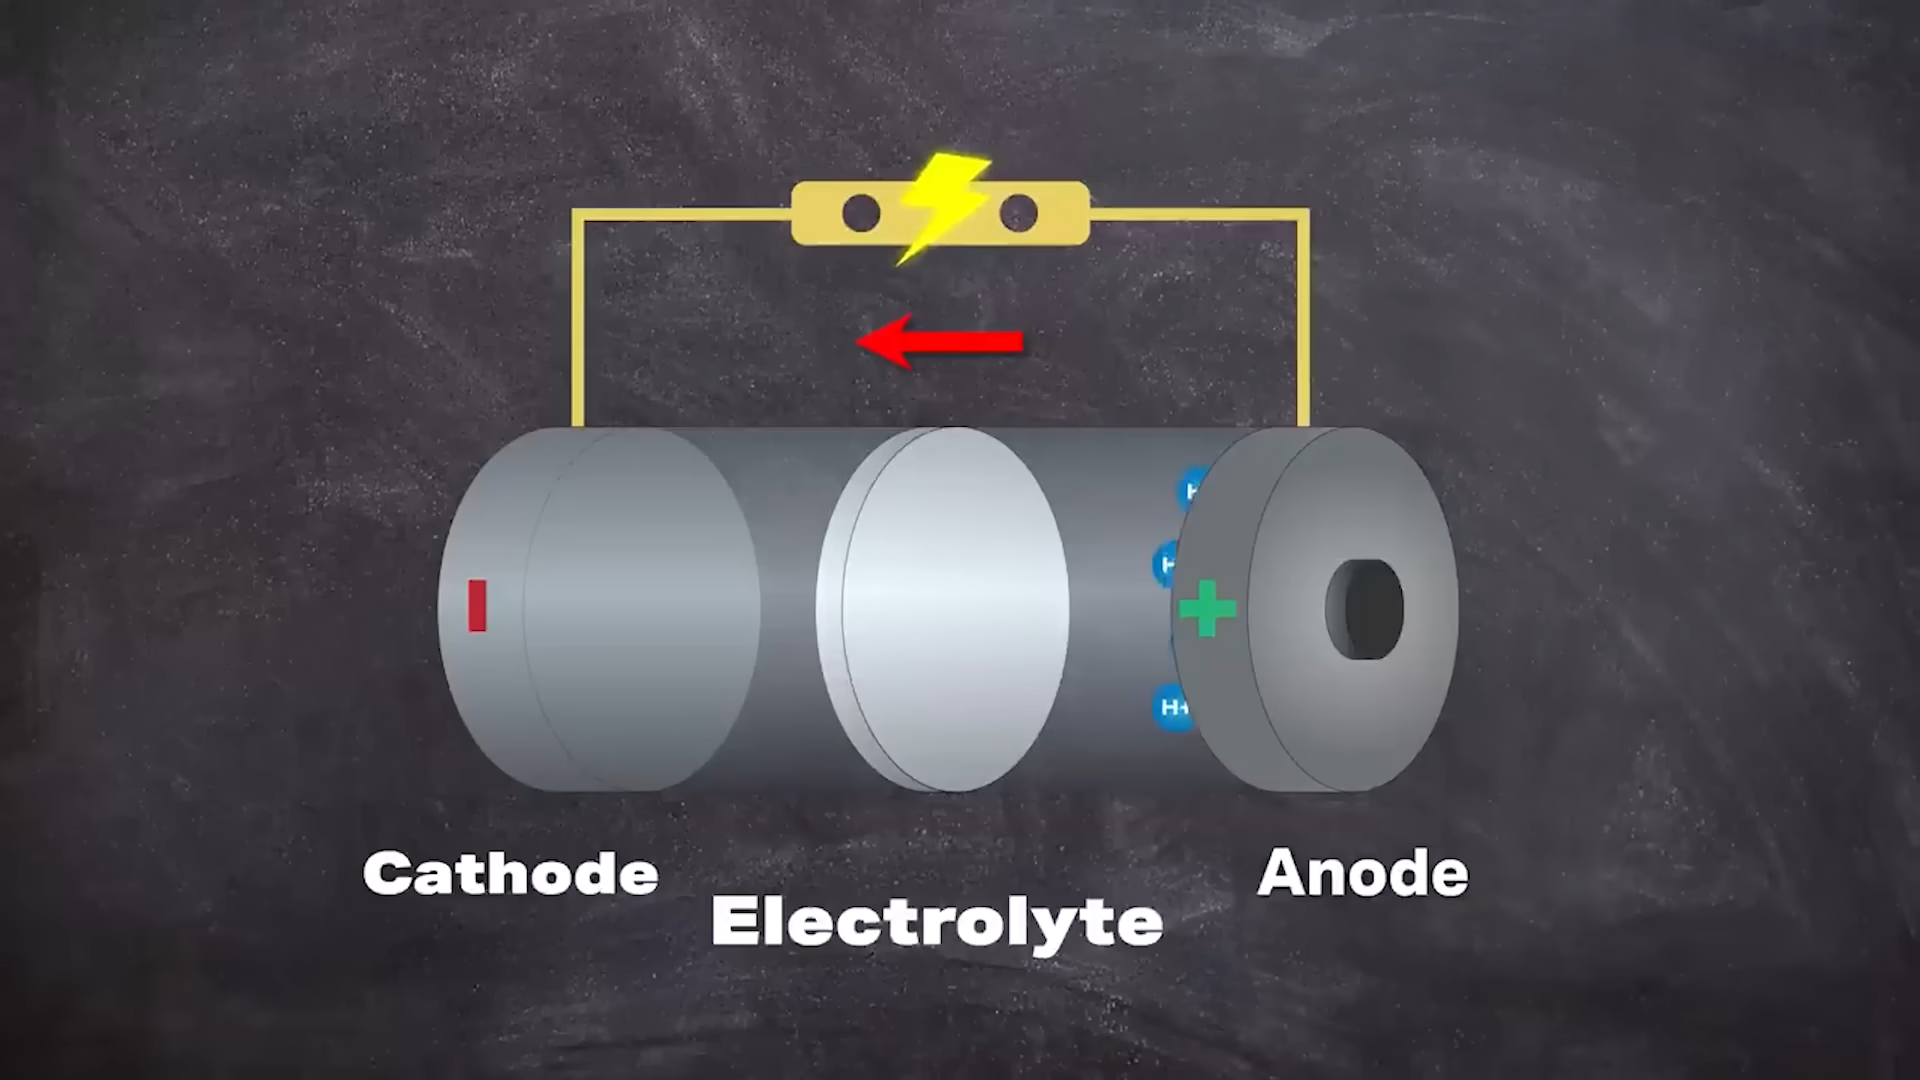 H
H
H+
Cathode
Anode
Electrolyte